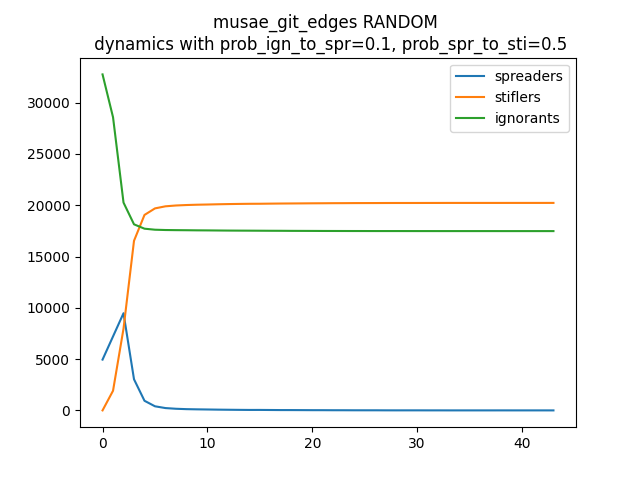 musae_git_edges RANDOM
dynamics with prob_ign_to_spr=0.1, prob_spr_to_sti=0.5
spreaders
stiflers
ignorants
30000
25000
20000
15000
10000
5000
0
0 10 20 30 40